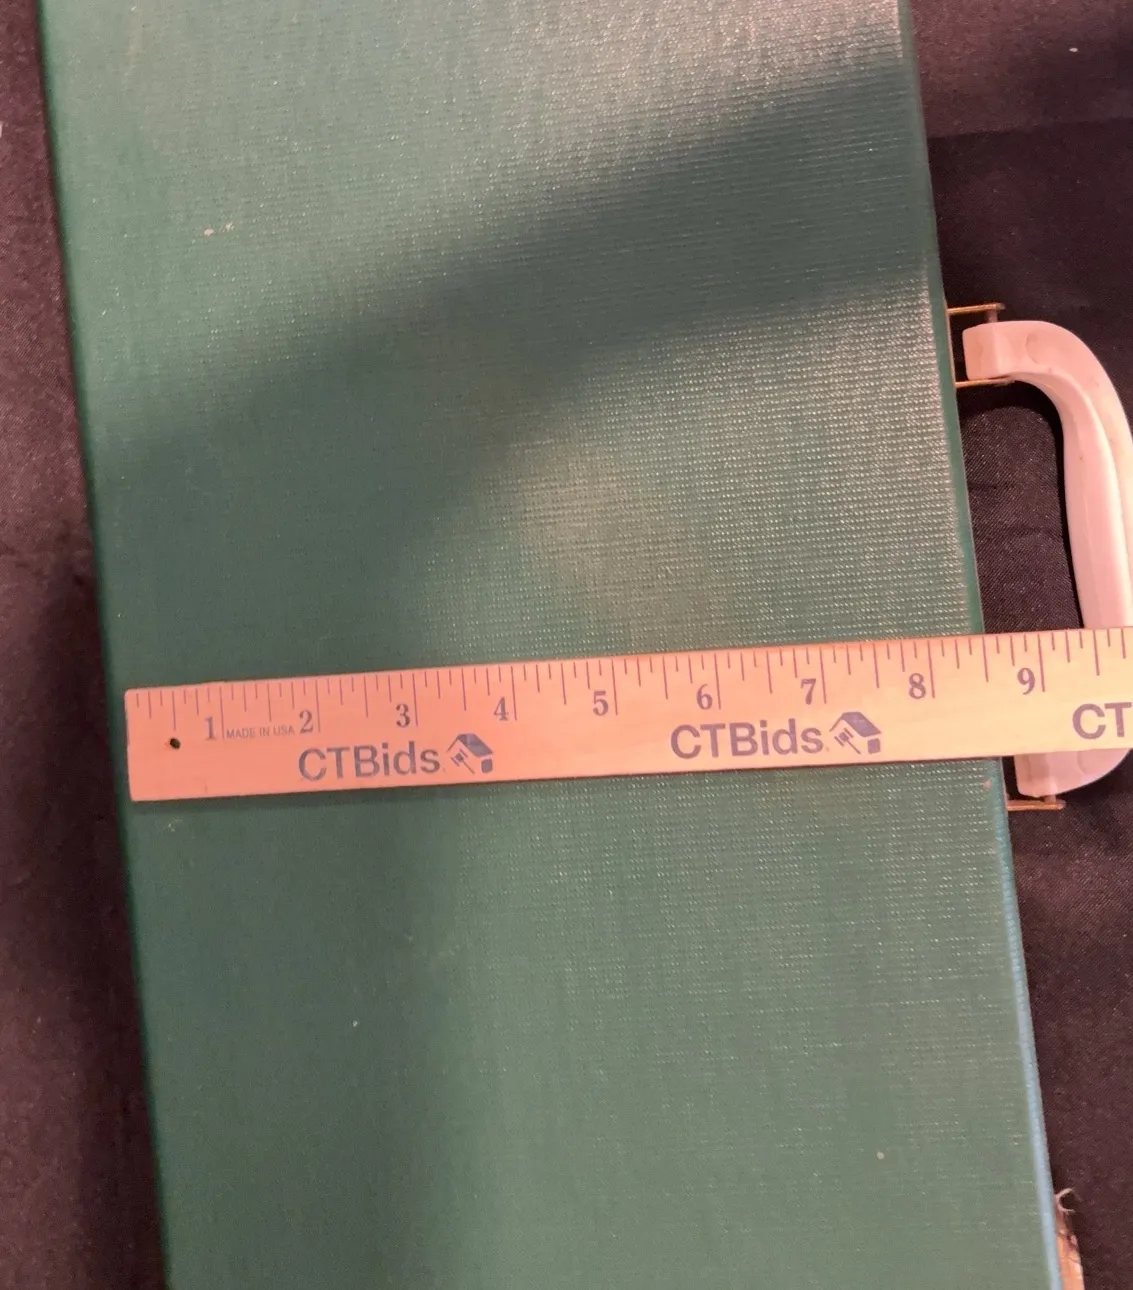 1 MADE IN USA 2 3 4 5 6 7 8 9
CTBids CTBids CT